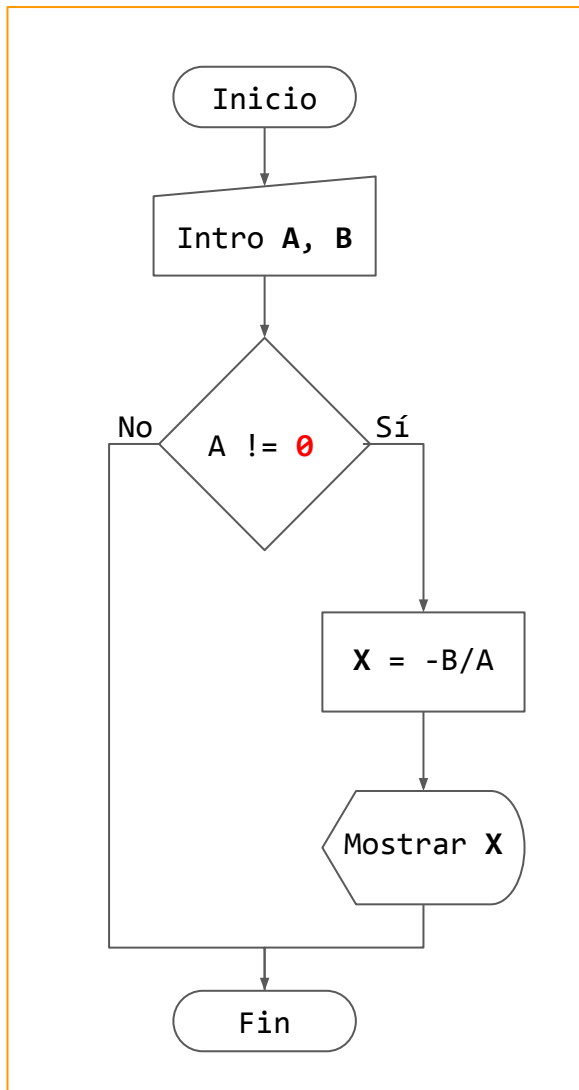 Inicio
Intro A, B
No
A != 0
Sí
X = -B/A
Mostrar X
Fin